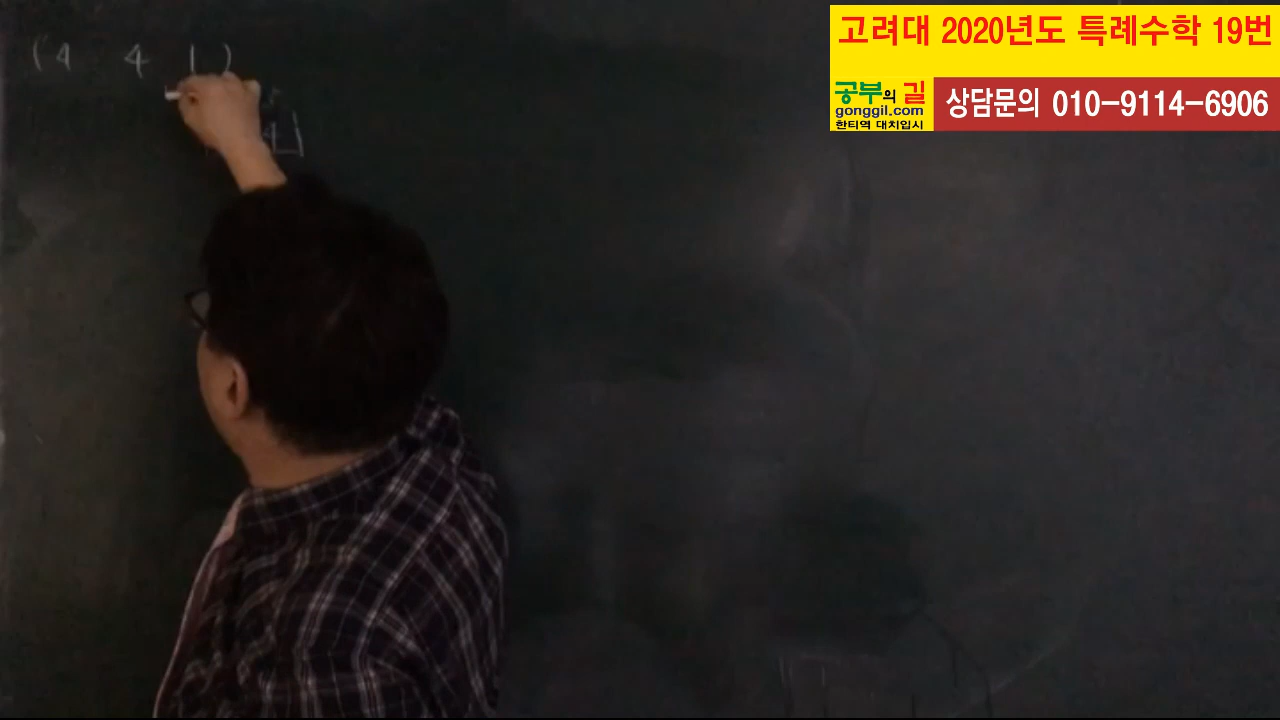 고려대 2020년도 특례수학 19번
공부의 길
gonggil.com
한티역 대치입시
상담문의 010-9114-6906
(4 4 1)
4